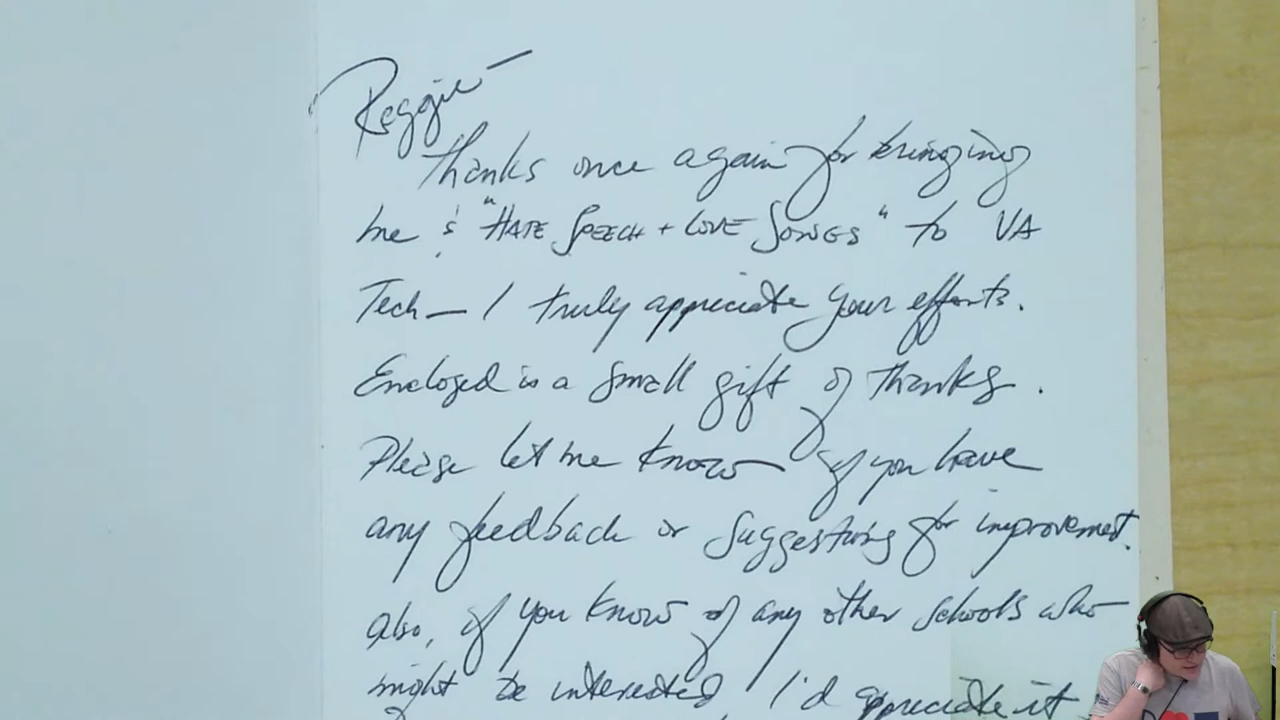 Reggie —
Thanks once again for bringing
me & "HATE SPEECH + LOVE SONGS" to VA
Tech — I truly appreciate your efforts.
Enclosed is a small gift of thanks.
Please let me know if you have
any feedback or suggestions for improvement.
Also, if you know of any other schools who
might be interested, I'd appreciate it